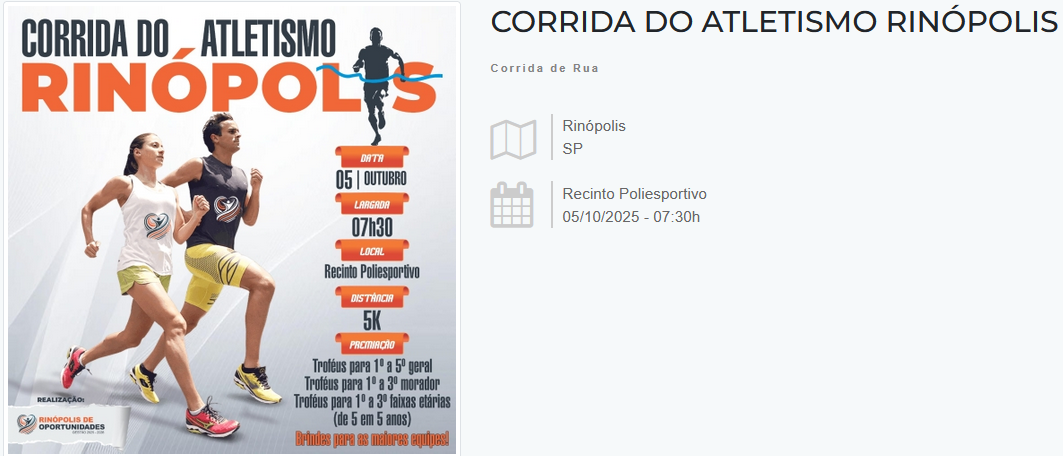 CORRIDA DO ATLETISMO
RINÓPOLIS
DATA
05 | OUTUBRO
LARGADA
07h30
LOCAL
Recinto Poliesportivo
DISTÂNCIA
5K
PREMIAÇÃO
Troféus para 1º a 5º geral
Troféus para 1º a 3º morador
Troféus para 1º a 3º faixas etárias
(de 5 em 5 anos)
Brindes para as maiores equipes!
REALIZAÇÃO:
RINÓPOLIS DE
OPORTUNIDADES
CORRIDA DO ATLETISMO RINÓPOLIS
Corrida de Rua
Rinópolis
SP
Recinto Poliesportivo
05/10/2025 - 07:30h